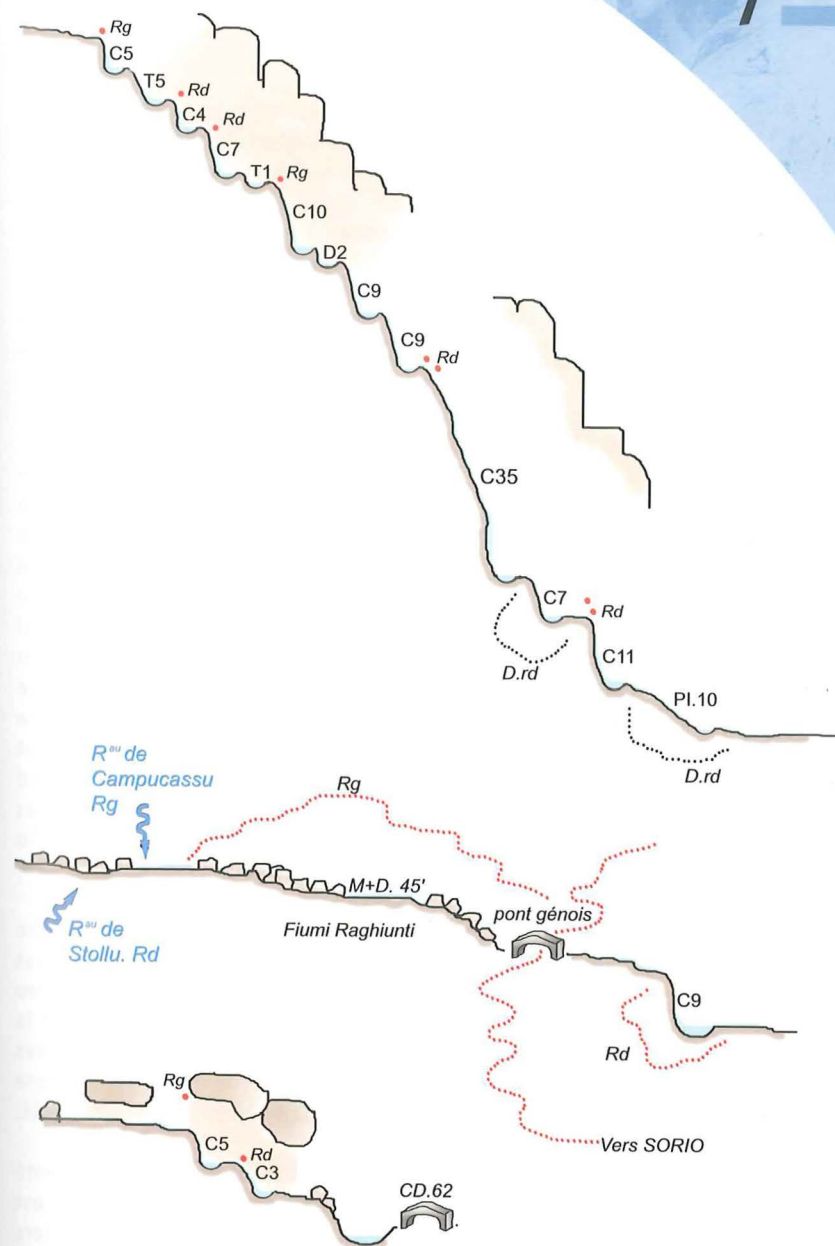 Rg
C5
T5
Rd
C4
Rd
C7
T1
Rg
C10
D2
C9
C9
Rd
C35
C7
Rd
D.rd
C11
Pl.10
D.rd
Rau de
Campucassu
Rg
Rg
M+D. 45'
pont génois
Fiumi Raghiunti
Rau de
Stollu. Rd
C9
Rd
Rg
C5
Rd
C3
Vers SORIO
CD.62